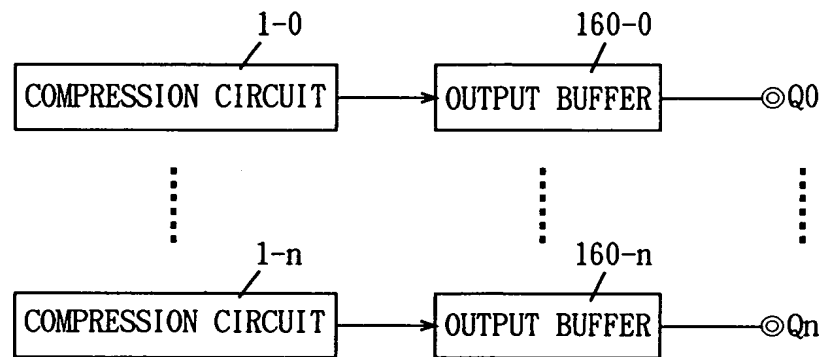 1-0 160-0
COMPRESSION CIRCUIT OUTPUT BUFFER Q0
1-n 160-n
COMPRESSION CIRCUIT OUTPUT BUFFER Qn